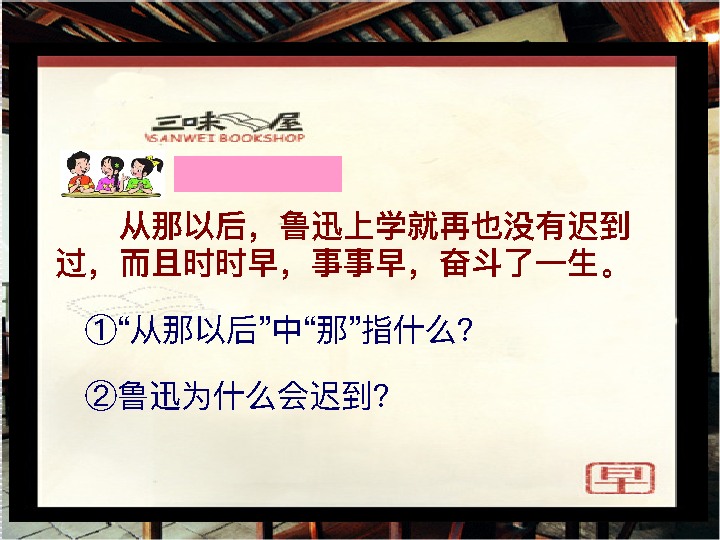 三味书屋
SANWEI BOOKSHOP
从那以后，鲁迅上学就再也没有迟到
过，而且时时早，事事早，奋斗了一生。
①“从那以后”中“那”指什么?
②鲁迅为什么会迟到?
早